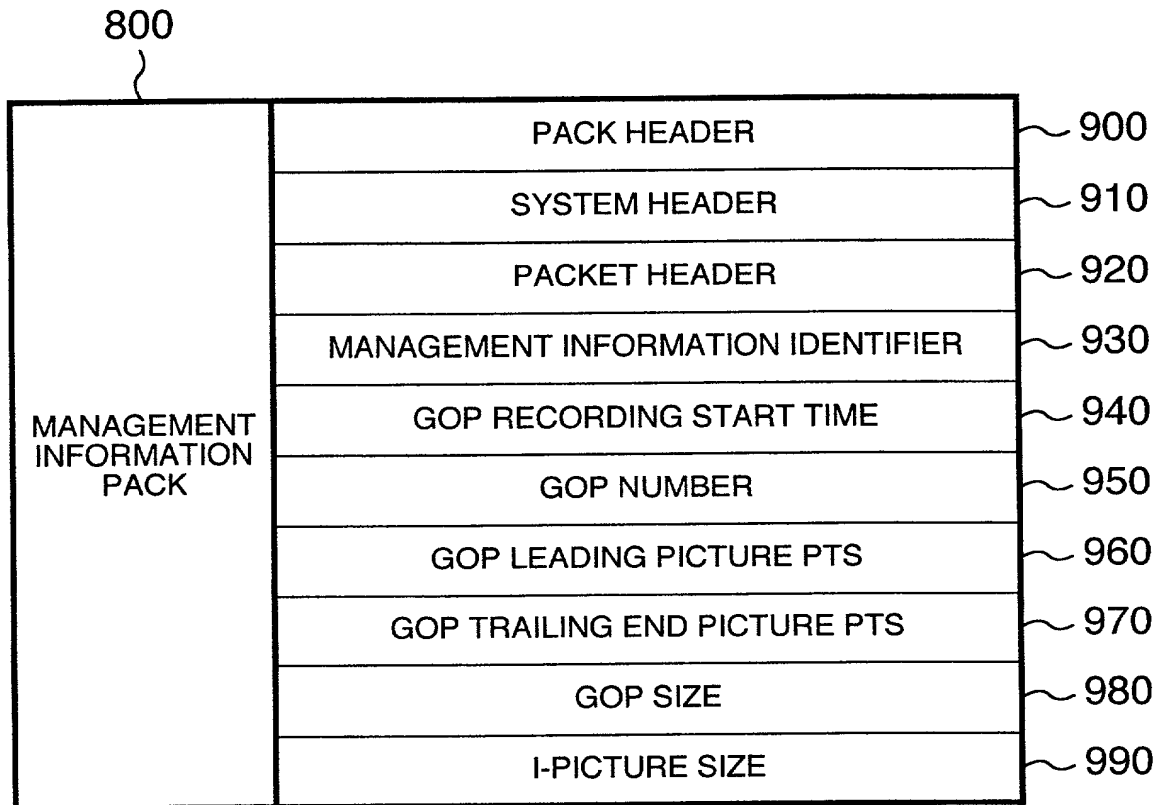 800
MANAGEMENT
INFORMATION
PACK
PACK HEADER
900
SYSTEM HEADER
910
PACKET HEADER
920
MANAGEMENT INFORMATION IDENTIFIER
930
GOP RECORDING START TIME
940
GOP NUMBER
950
GOP LEADING PICTURE PTS
960
GOP TRAILING END PICTURE PTS
970
GOP SIZE
980
I-PICTURE SIZE
990